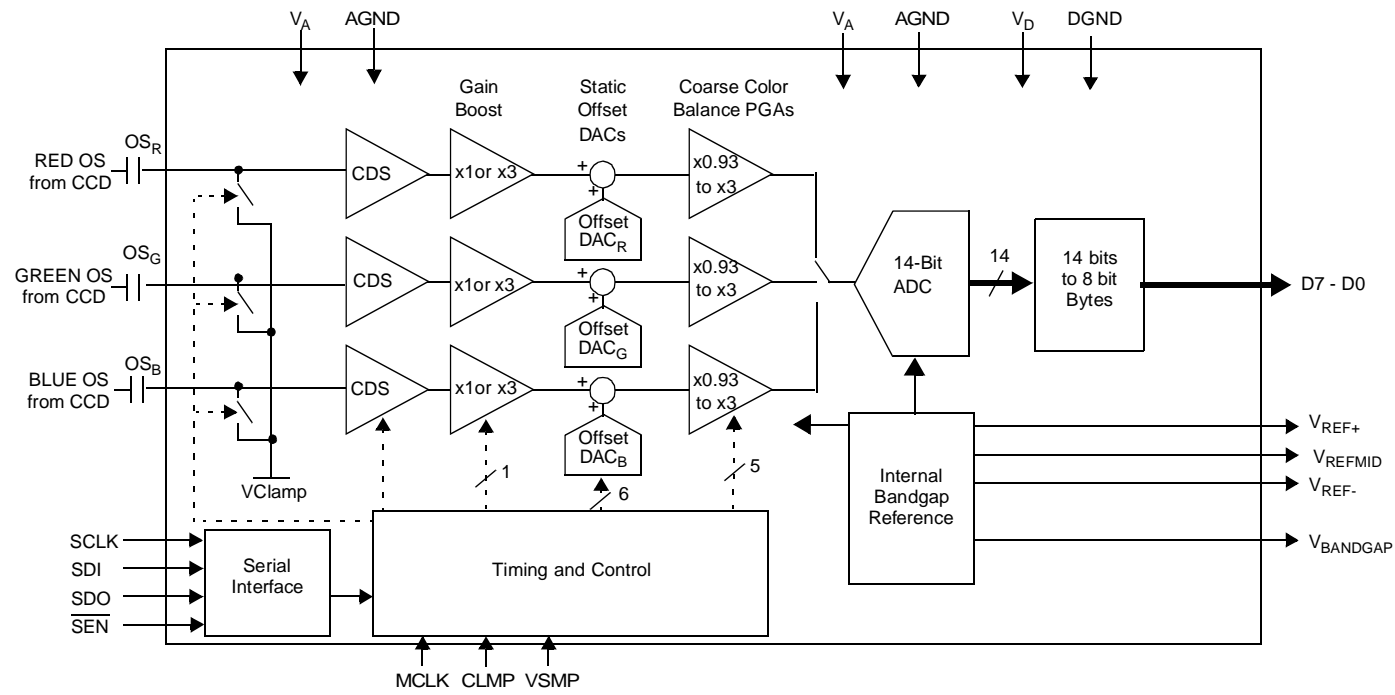 VA AGND VA AGND VD DGND
Gain
Boost
Static
Offset
DACs
Coarse Color
Balance PGAs
OSR
RED OS
from CCD
CDS
x1or x3
+
+
Offset
DACR
x0.93
to x3
OSG
GREEN OS
from CCD
CDS
x1or x3
+
+
Offset
DACG
x0.93
to x3
14-Bit
ADC
14
14 bits
to 8 bit
Bytes
D7 - D0
OSB
BLUE OS
from CCD
CDS
x1or x3
+
+
Offset
DACB
x0.93
to x3
VClamp
1
6
5
Internal
Bandgap
Reference
VREF+
VREFMID
VREF-
VBANDGAP
SCLK
SDI
SDO
SEN
Serial
Interface
Timing and Control
MCLK CLMP VSMP